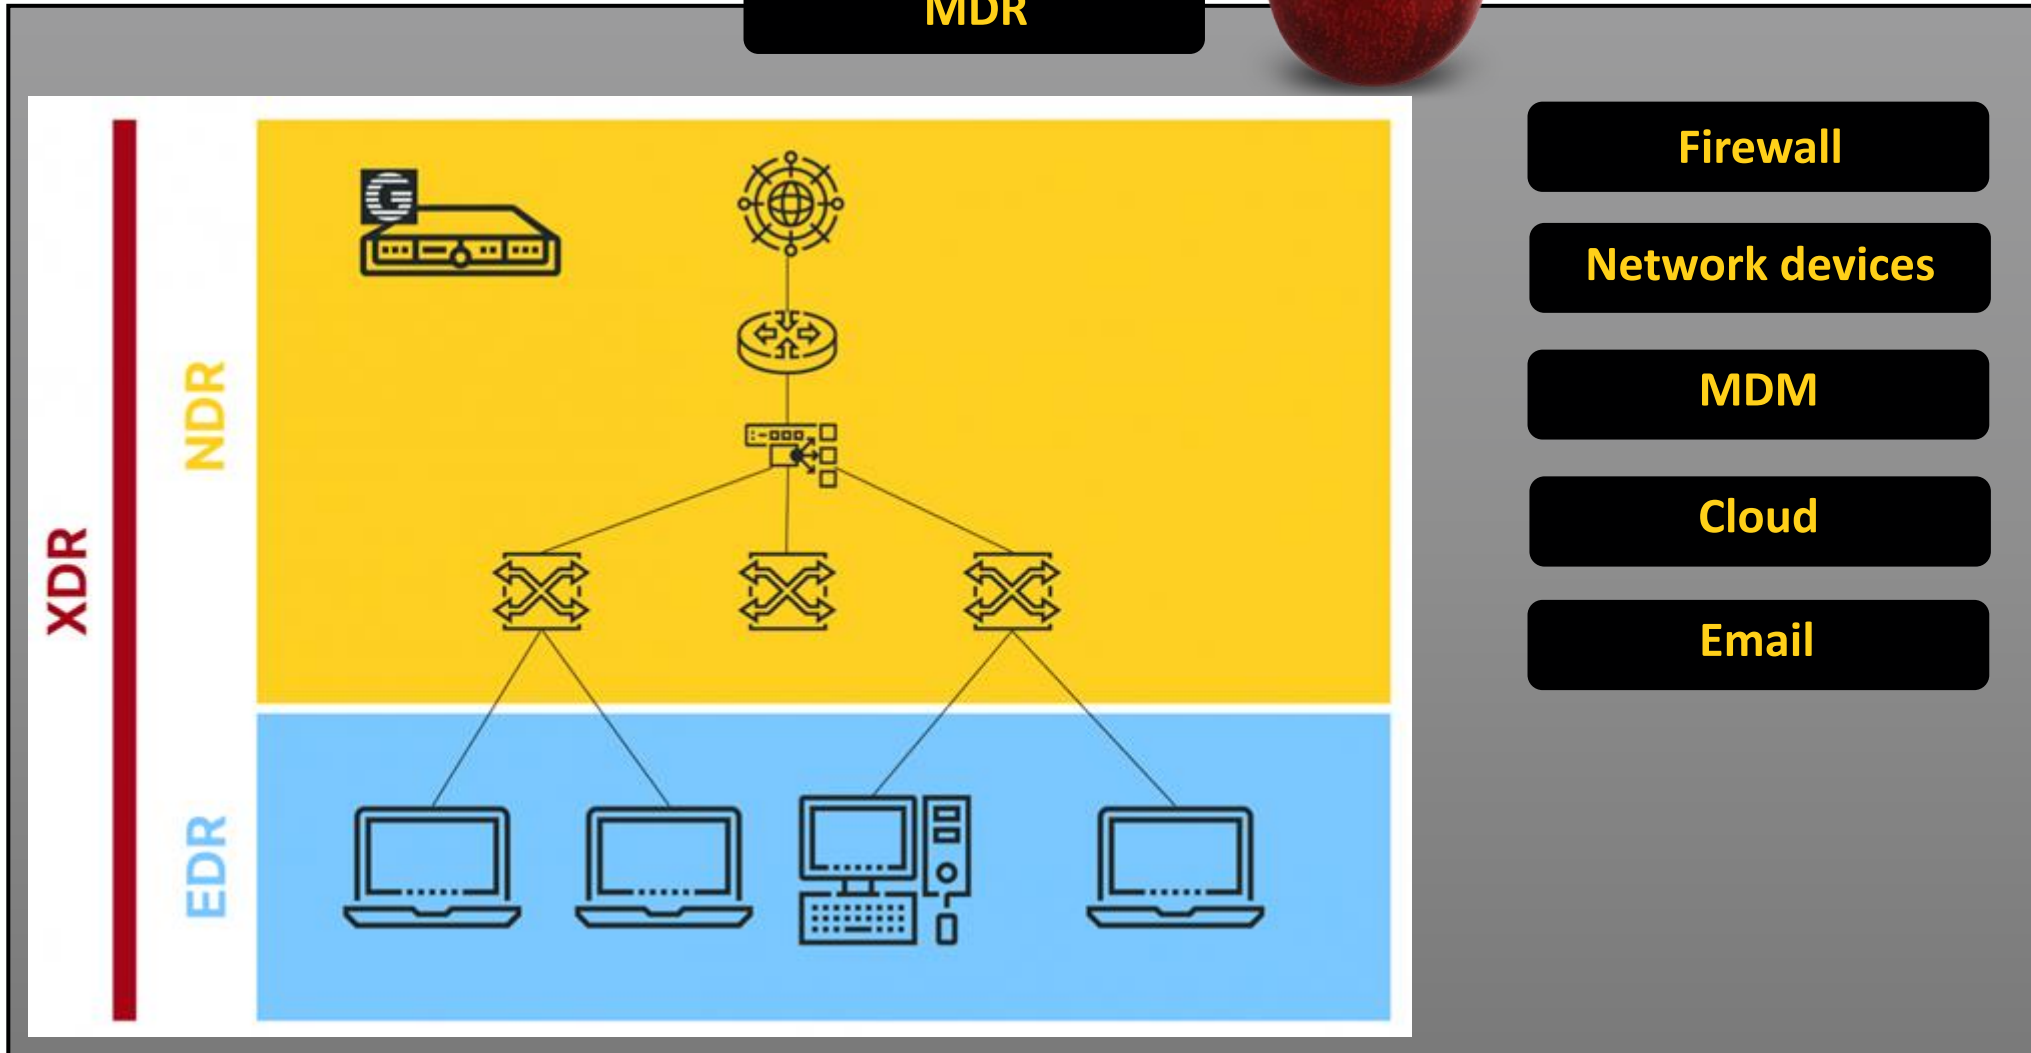 MDR
G
XDR
NDR
EDR
Firewall
Network devices
MDM
Cloud
Email